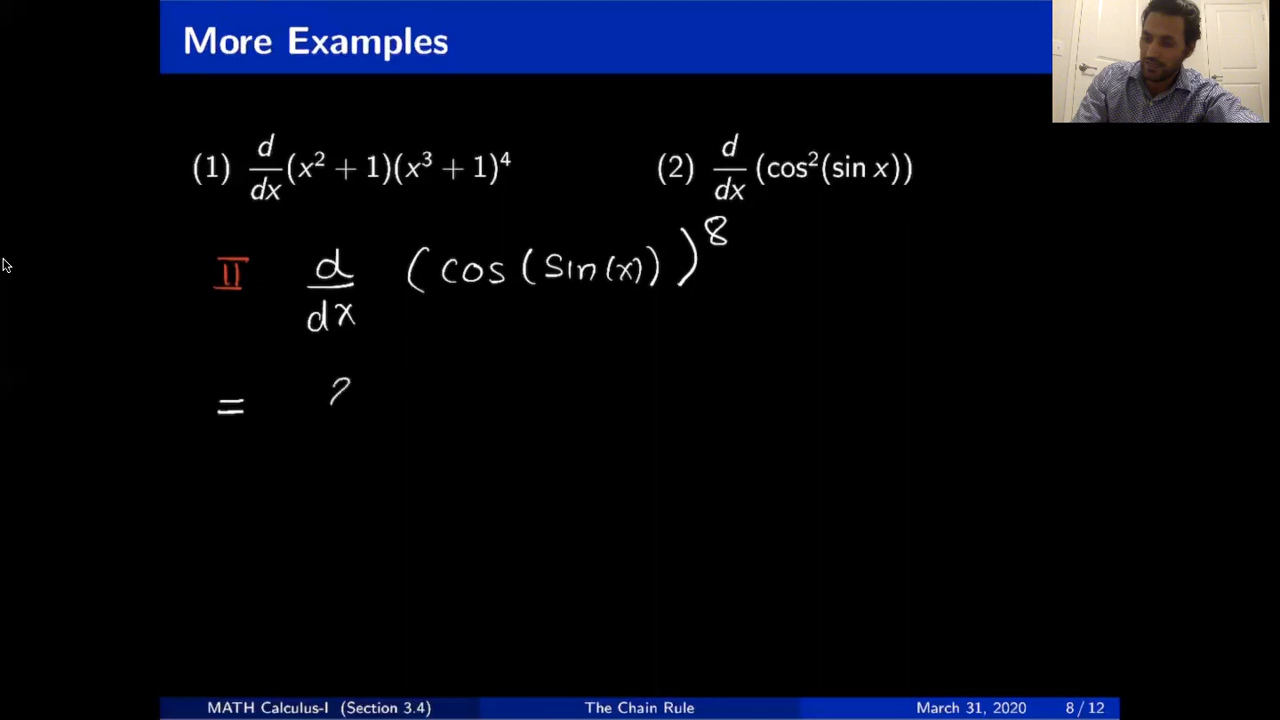 More Examples
(1) d/dx (x² + 1)(x³ + 1)⁴ (2) d/dx (cos²(sin x))
II d/dx (cos(Sin(x)))⁸
= 2
MATH Calculus-I (Section 3.4) The Chain Rule March 31, 2020 8 / 12